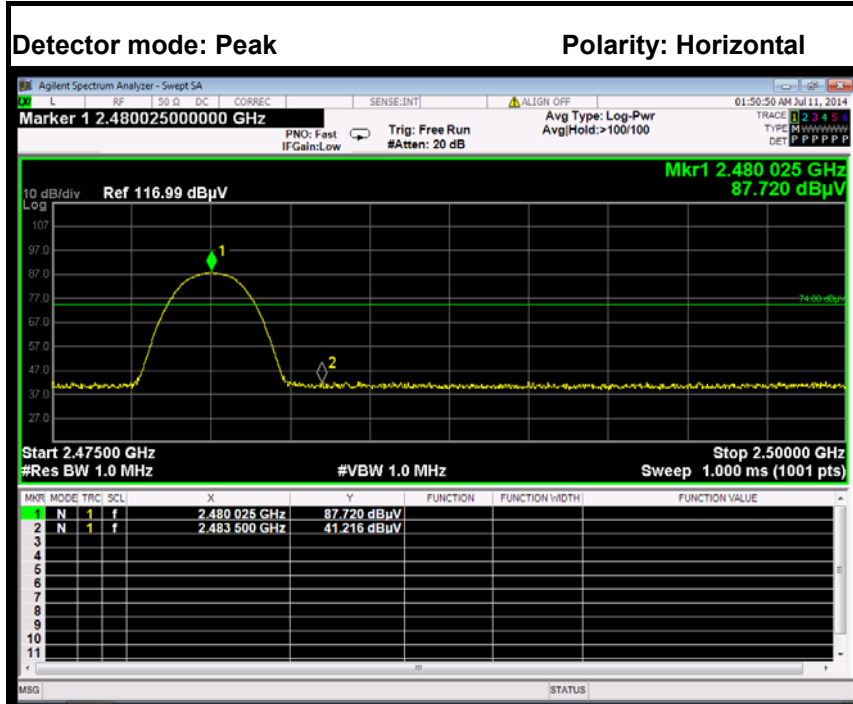 Detector mode: Peak Polarity: Horizontal
Agilent Spectrum Analyzer - Swept SA
L RF 50 Ω DC CORREC SENSE:INT ALIGN OFF 01:50:50 AM Jul 11, 2014
Marker 1 2.480025000000 GHz
PNO: Fast
IFGain:Low
Trig: Free Run
#Atten: 20 dB
Avg Type: Log-Pwr
Avg|Hold:>100/100
TRACE 1 2 3 4 5 6
TYPE M WWWWW
DET P P P P P P
Mkr1 2.480 025 GHz
87.720 dBµV
10 dB/div Ref 116.99 dBµV
Log
107
97.0
87.0
77.0
67.0
57.0
47.0
37.0
27.0
1
2
74.00 dBµV
Start 2.47500 GHz Stop 2.50000 GHz
#Res BW 1.0 MHz #VBW 1.0 MHz Sweep 1.000 ms (1001 pts)
MKR MODE TRC SCL X Y FUNCTION FUNCTION WIDTH FUNCTION VALUE
1 N 1 f 2.480 025 GHz 87.720 dBµV
2 N 1 f 2.483 500 GHz 41.216 dBµV
3
4
5
6
7
8
9
10
11
MSG STATUS